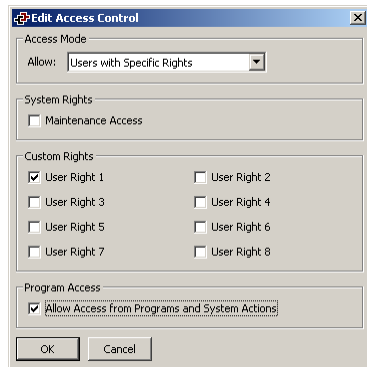 Edit Access Control
Access Mode
Allow: Users with Specific Rights
System Rights
Maintenance Access
Custom Rights
User Right 1 User Right 2
User Right 3 User Right 4
User Right 5 User Right 6
User Right 7 User Right 8
Program Access
Allow Access from Programs and System Actions
OK Cancel